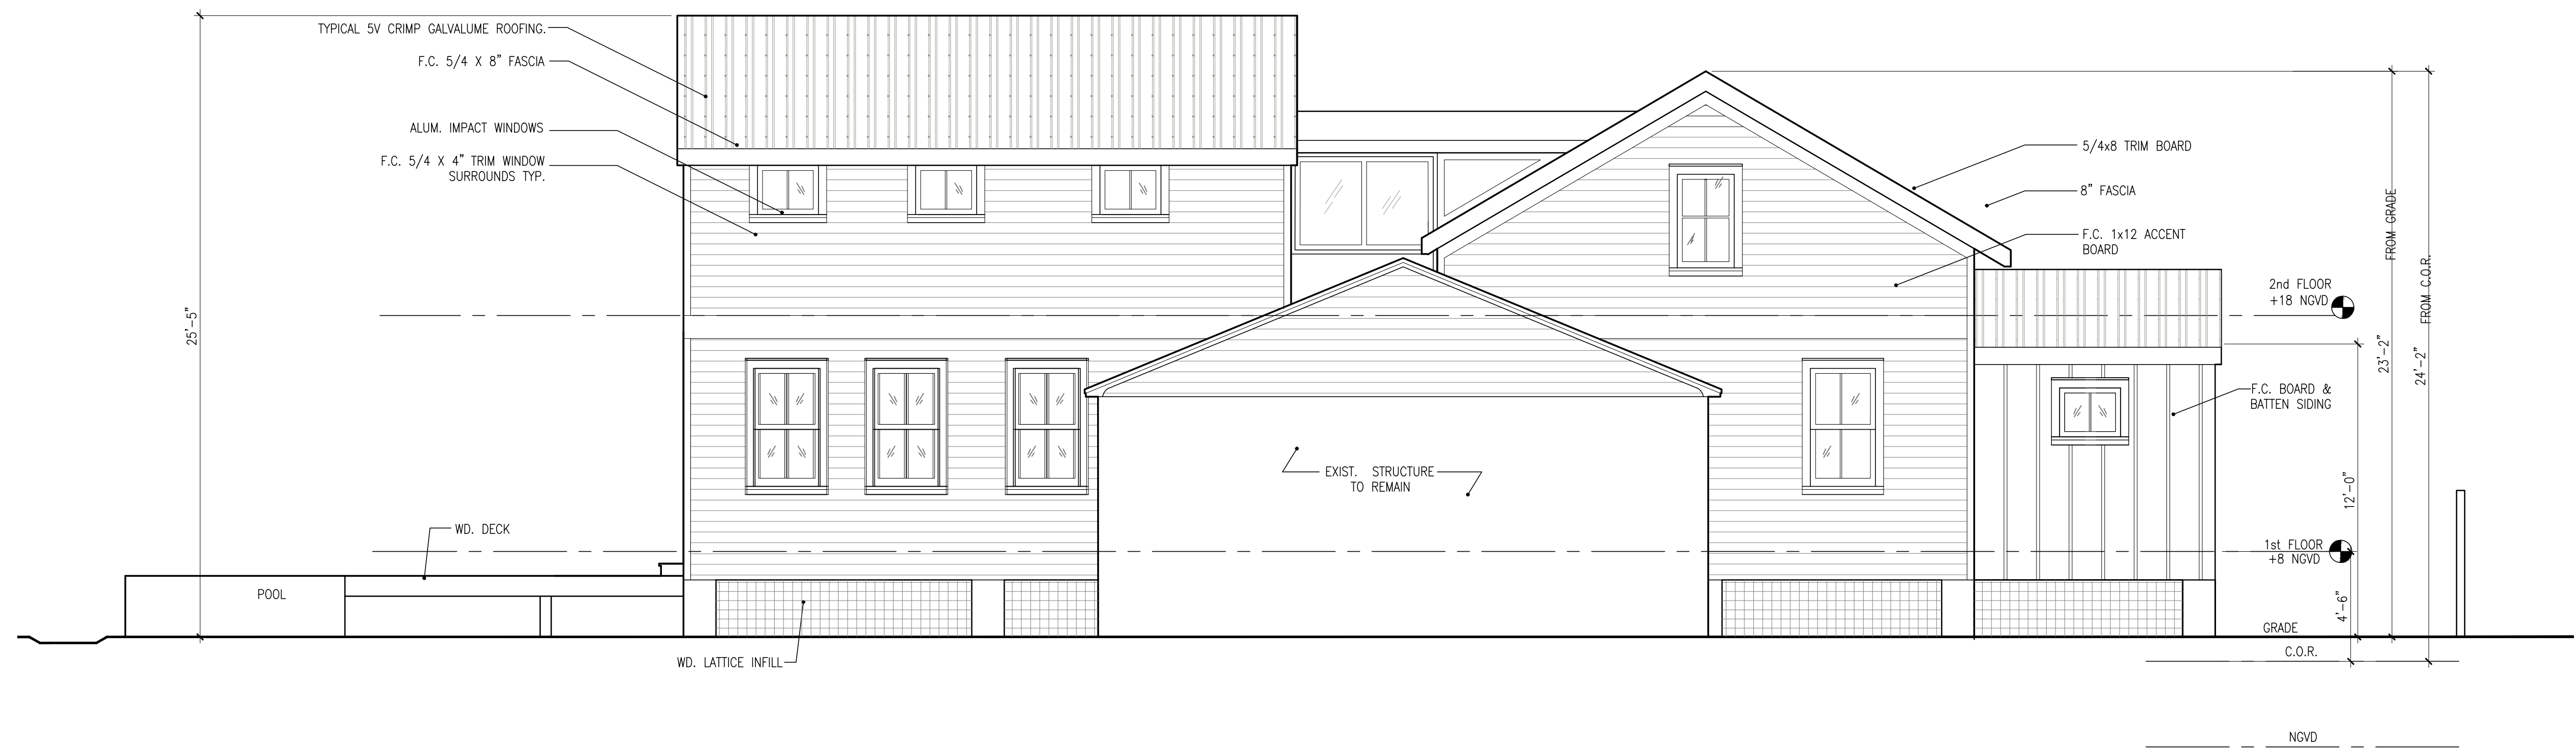 TYPICAL 5V CRIMP GALVALUME ROOFING.
F.C. 5/4 X 8" FASCIA
ALUM. IMPACT WINDOWS
F.C. 5/4 X 4" TRIM WINDOW
SURROUNDS TYP.
25'-5"
WD. DECK
POOL
WD. LATTICE INFILL
EXIST. STRUCTURE
TO REMAIN
5/4x8 TRIM BOARD
8" FASCIA
F.C. 1x12 ACCENT
BOARD
2nd FLOOR
+18 NGVD
F.C. BOARD &
BATTEN SIDING
1st FLOOR
+8 NGVD
12'-0"
4'-6"
23'-2"
FROM GRADE
24'-2"
FROM C.O.R.
GRADE
C.O.R.
NGVD